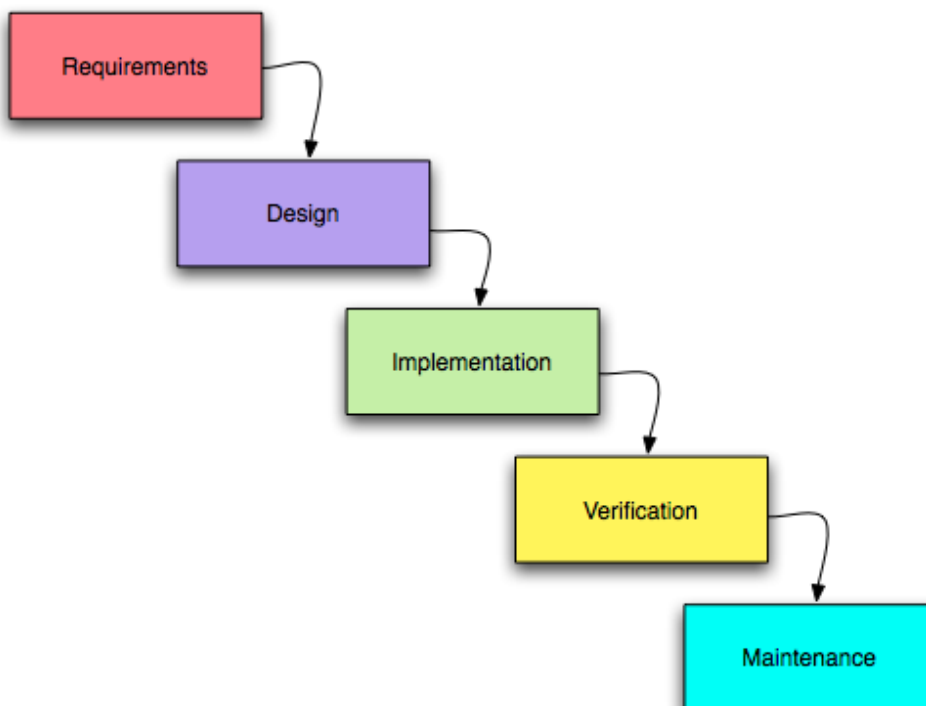 Requirements
Design
Implementation
Verification
Maintenance